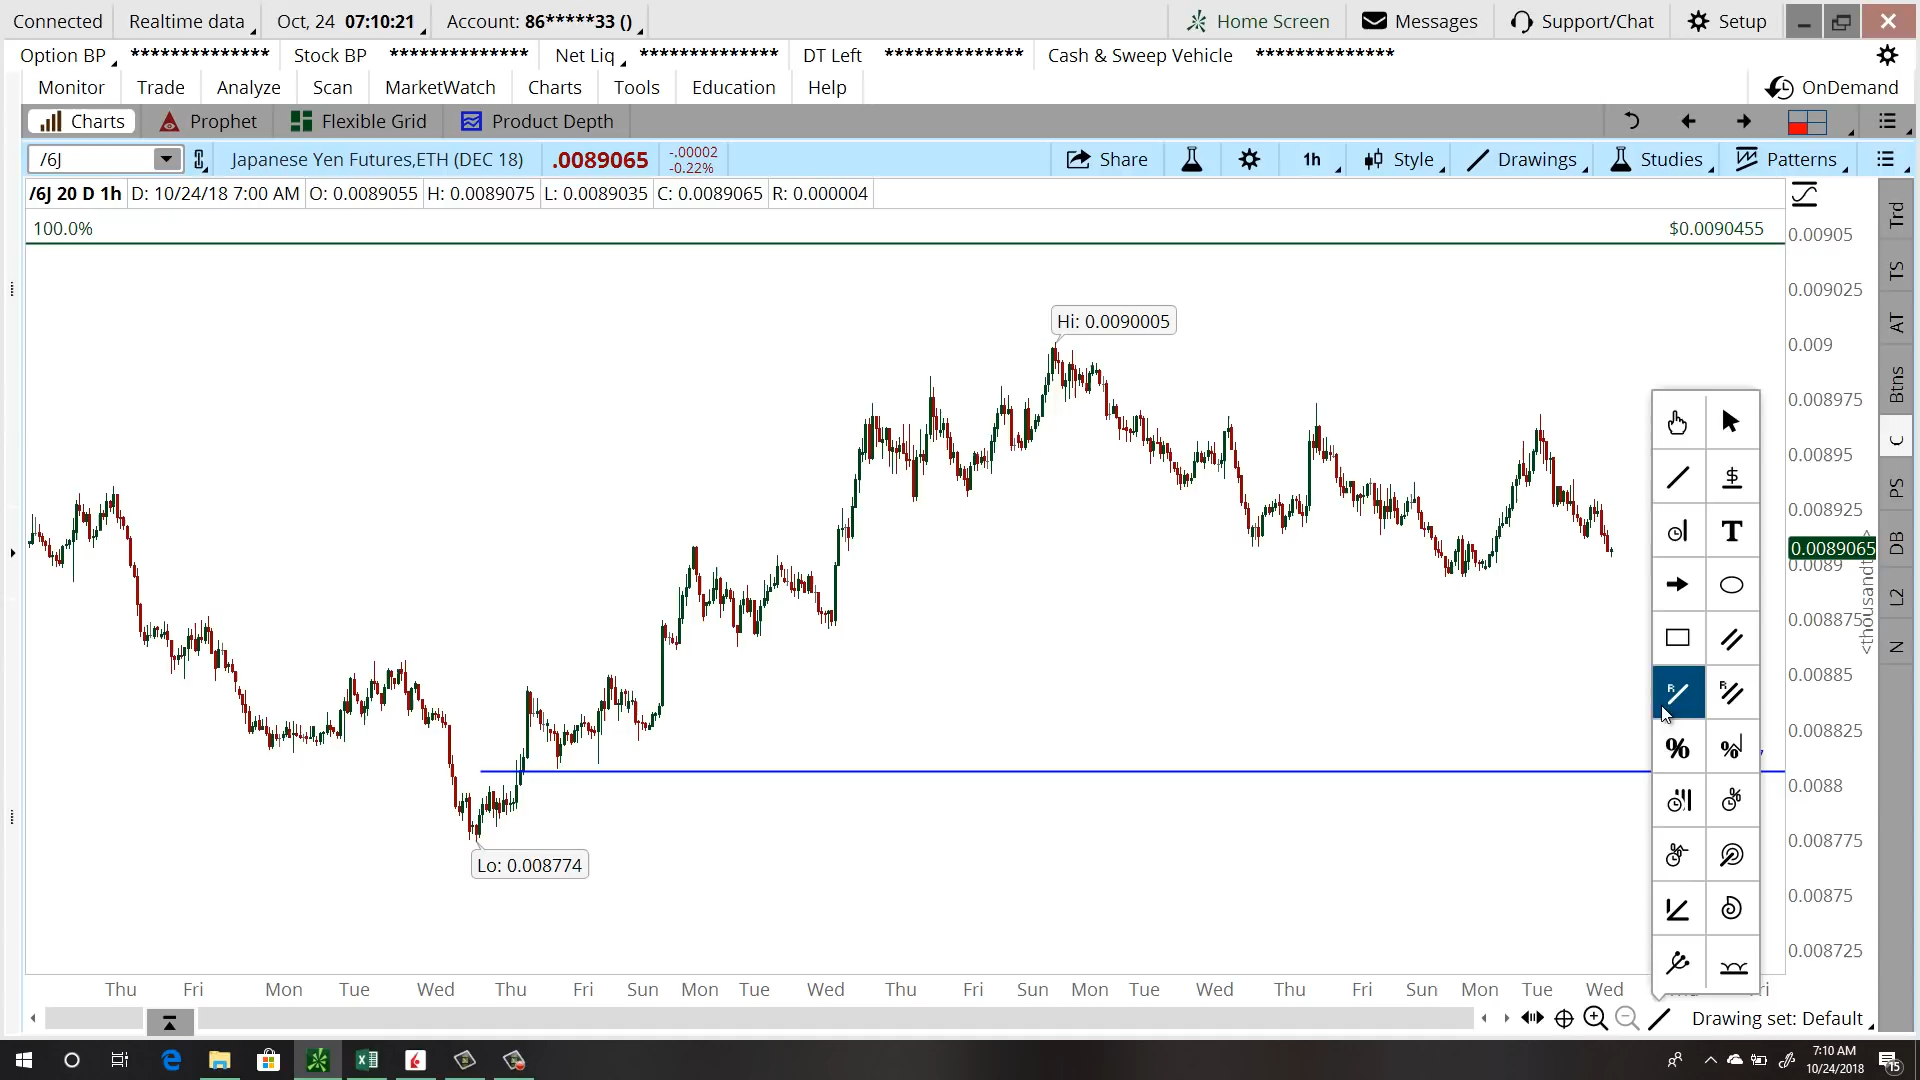 Connected Realtime data Oct, 24 07:10:21 Account: 86*****33 () Home Screen Messages Support/Chat Setup
Option BP ************** Stock BP ************** Net Liq ************** DT Left ************** Cash & Sweep Vehicle **************
Monitor Trade Analyze Scan MarketWatch Charts Tools Education Help OnDemand
Charts Prophet Flexible Grid Product Depth
/6J Japanese Yen Futures,ETH (DEC 18) .0089065 -.00002 -0.22% Share 1h Style Drawings Studies Patterns
/6J 20 D 1h D: 10/24/18 7:00 AM O: 0.0089055 H: 0.0089075 L: 0.0089035 C: 0.0089065 R: 0.000004
100.0% $0.0090455
0.00905
0.009025
Hi: 0.0090005
0.009
0.008975
0.00895
0.008925
0.0089065
0.0089
0.008875
0.00885
0.008825
0.0088
0.008775
Lo: 0.008774
0.00875
0.008725
<thousandths>
Trd
TS
AT
Btns
C
PS
DB
L2
N
$
T
R
R
%
%
%
Thu Fri Mon Tue Wed Thu Fri Sun Mon Tue Wed Thu Fri Sun Mon Tue Wed Thu Fri Sun Mon Tue Wed Thu Fri
Drawing set: Default
7:10 AM
10/24/2018
15